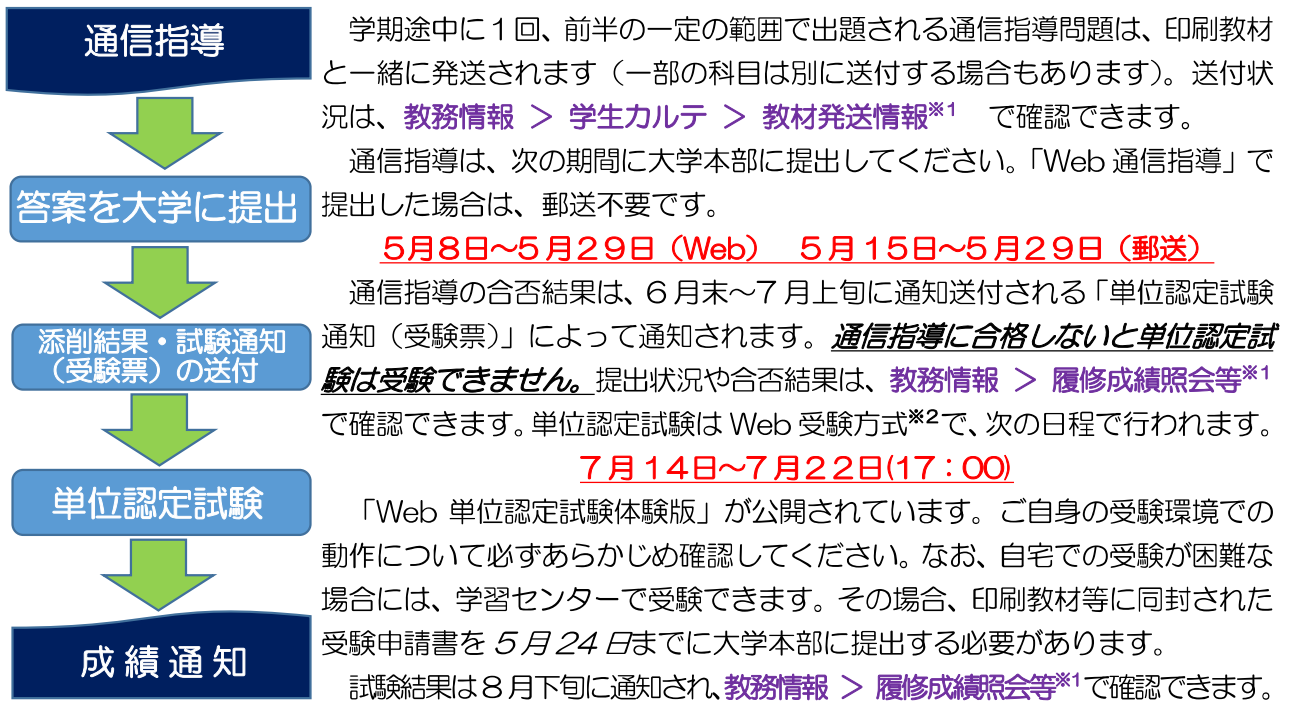 通信指導
答案を大学に提出
添削結果・試験通知
（受験票）の送付
単位認定試験
成績通知
学期途中に１回、前半の一定の範囲で出題される通信指導問題は、印刷教材
と一緒に発送されます（一部の科目は別に送付する場合もあります）。送付状
況は、教務情報 ＞ 学生カルテ ＞ 教材発送情報※1　で確認できます。
通信指導は、次の期間に大学本部に提出してください。「Web 通信指導」で
提出した場合は、郵送不要です。
５月８日～５月２９日（Web）　５月１５日～５月２９日（郵送）
通信指導の合否結果は、６月末～７月上旬に通知送付される「単位認定試験
通知（受験票）」によって通知されます。通信指導に合格しないと単位認定試
験は受験できません。提出状況や合否結果は、教務情報 ＞ 履修成績照会等※1
で確認できます。単位認定試験は Web 受験方式※2で、次の日程で行われます。
７月１４日～７月２２日(17：00)
「Web 単位認定試験体験版」が公開されています。ご自身の受験環境での
動作について必ずあらかじめ確認してください。なお、自宅での受験が困難な
場合には、学習センターで受験できます。その場合、印刷教材等に同封された
受験申請書を５月24日までに大学本部に提出する必要があります。
試験結果は８月下旬に通知され、教務情報 ＞ 履修成績照会等※1で確認できます。